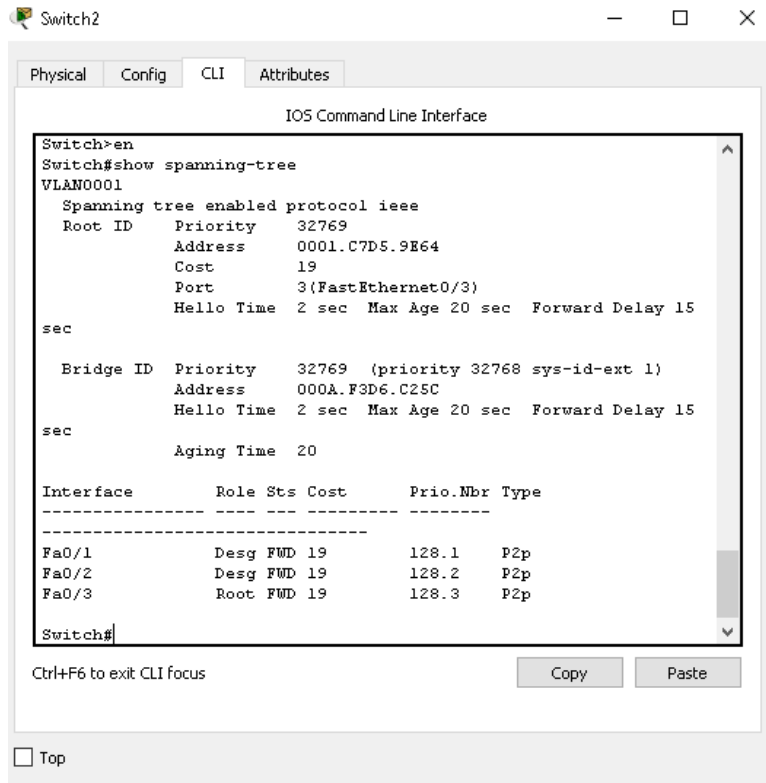 Switch2
Physical Config CLI Attributes
IOS Command Line Interface
Switch>en
Switch#show spanning-tree
VLAN0001
  Spanning tree enabled protocol ieee
  Root ID    Priority    32769
             Address     0001.C7D5.9E64
             Cost        19
             Port        3(FastEthernet0/3)
             Hello Time  2 sec  Max Age 20 sec  Forward Delay 15
sec

  Bridge ID  Priority    32769  (priority 32768 sys-id-ext 1)
             Address     000A.F3D6.C25C
             Hello Time  2 sec  Max Age 20 sec  Forward Delay 15
sec
             Aging Time  20

Interface        Role Sts Cost      Prio.Nbr Type
---------------- ---- --- --------- --------
--------------------------------
Fa0/1            Desg FWD 19        128.1    P2p
Fa0/2            Desg FWD 19        128.2    P2p
Fa0/3            Root FWD 19        128.3    P2p

Switch#
Ctrl+F6 to exit CLI focus
Copy Paste
Top